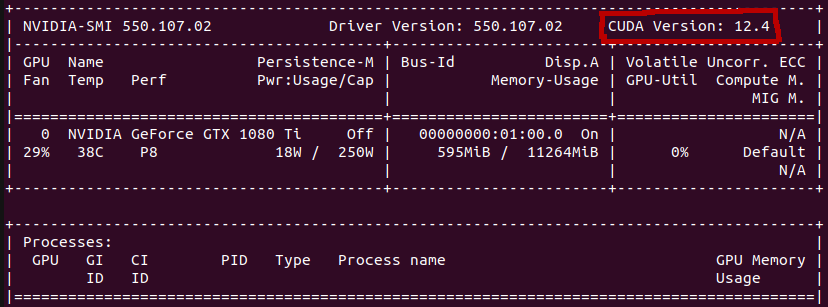 NVIDIA-SMI 550.107.02 Driver Version: 550.107.02 CUDA Version: 12.4
GPU Name Persistence-M | Bus-Id Disp.A | Volatile Uncorr. ECC
Fan Temp Perf Pwr:Usage/Cap | Memory-Usage | GPU-Util Compute M.
MIG M.
0 NVIDIA GeForce GTX 1080 Ti Off | 00000000:01:00.0 On | N/A
29% 38C P8 18W / 250W | 595MiB / 11264MiB | 0% Default
N/A
Processes:
GPU GI CI PID Type Process name GPU Memory
ID ID Usage